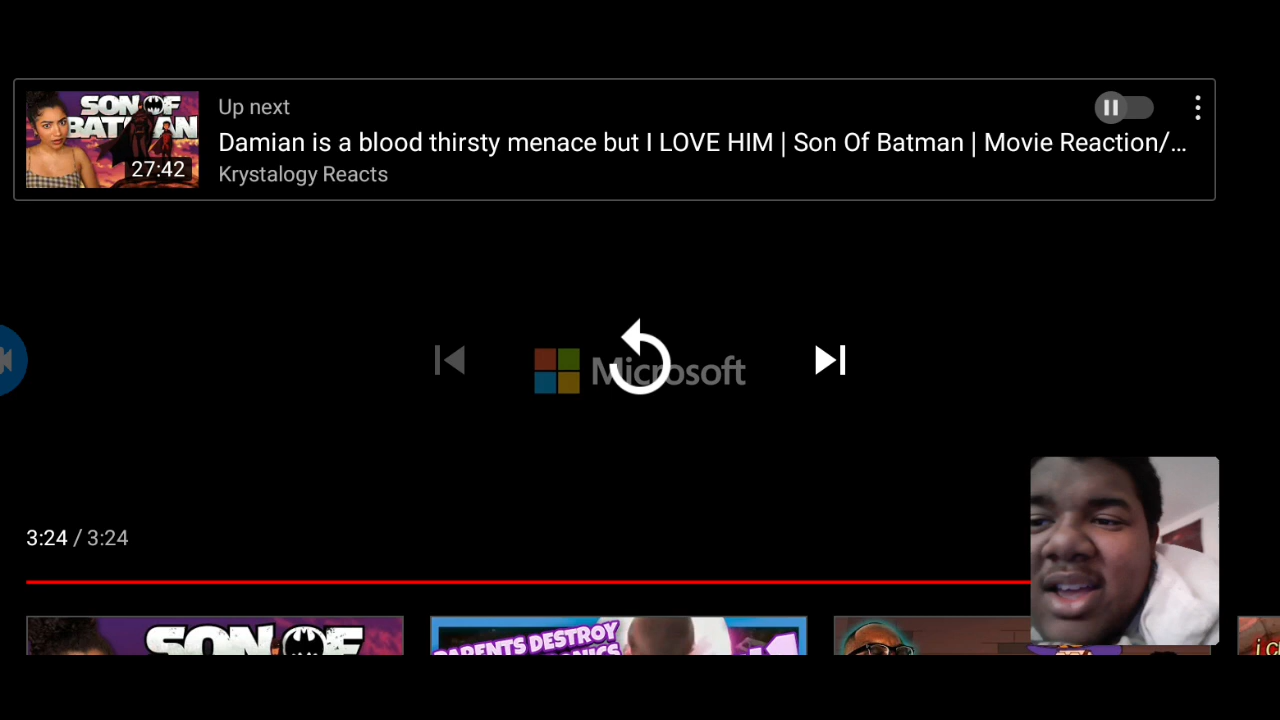 SON OF
BATMAN
27:42
Up next
Damian is a blood thirsty menace but I LOVE HIM | Son Of Batman | Movie Reaction/...
Krystalogy Reacts
Microsoft
3:24 / 3:24
SON OF
PARENTS DESTROY
i